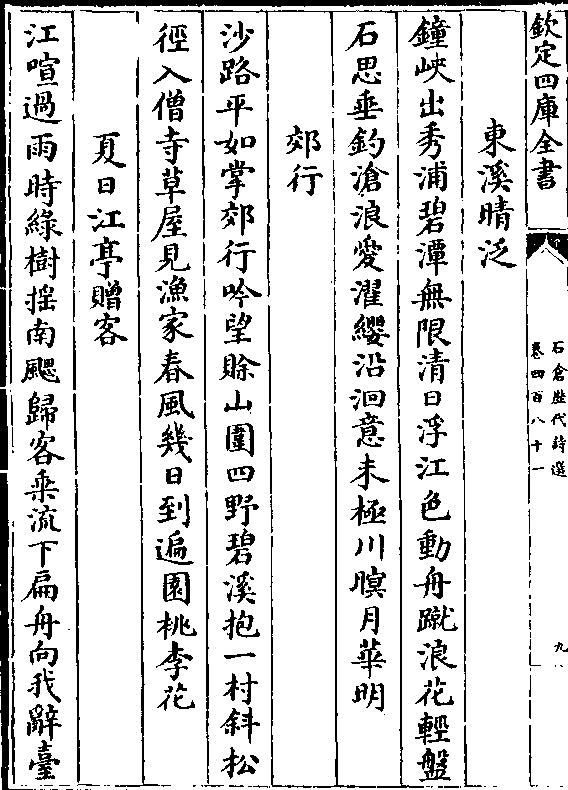 欽定四庫全書
石倉歴代詩選
卷四百八十一
九
東溪晴泛
鐘峽出秀浦碧潭無限清日浮江色動舟蹴浪花輕盤
石思垂釣滄浪愛濯纓沿洄意未極川暝月華明
郊行
沙路平如掌郊行吟望賒山圍四野碧溪抱一村斜松
徑入僧寺草屋見漁家春風幾日到遍園桃李花
夏日江亭贈客
江喧過雨時綠樹揺南颸歸客乘流下扁舟向我辭臺